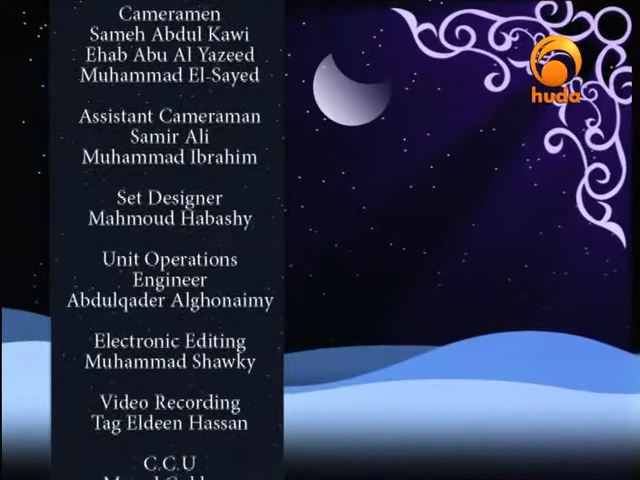 Cameramen
Sameh Abdul Kawi
Ehab Abu Al Yazeed
Muhammad El-Sayed
Assistant Cameraman
Samir Ali
Muhammad Ibrahim
Set Designer
Mahmoud Habashy
Unit Operations
Engineer
Abdulqader Alghonaimy
Electronic Editing
Muhammad Shawky
Video Recording
Tag Eldeen Hassan
C.C.U
huda